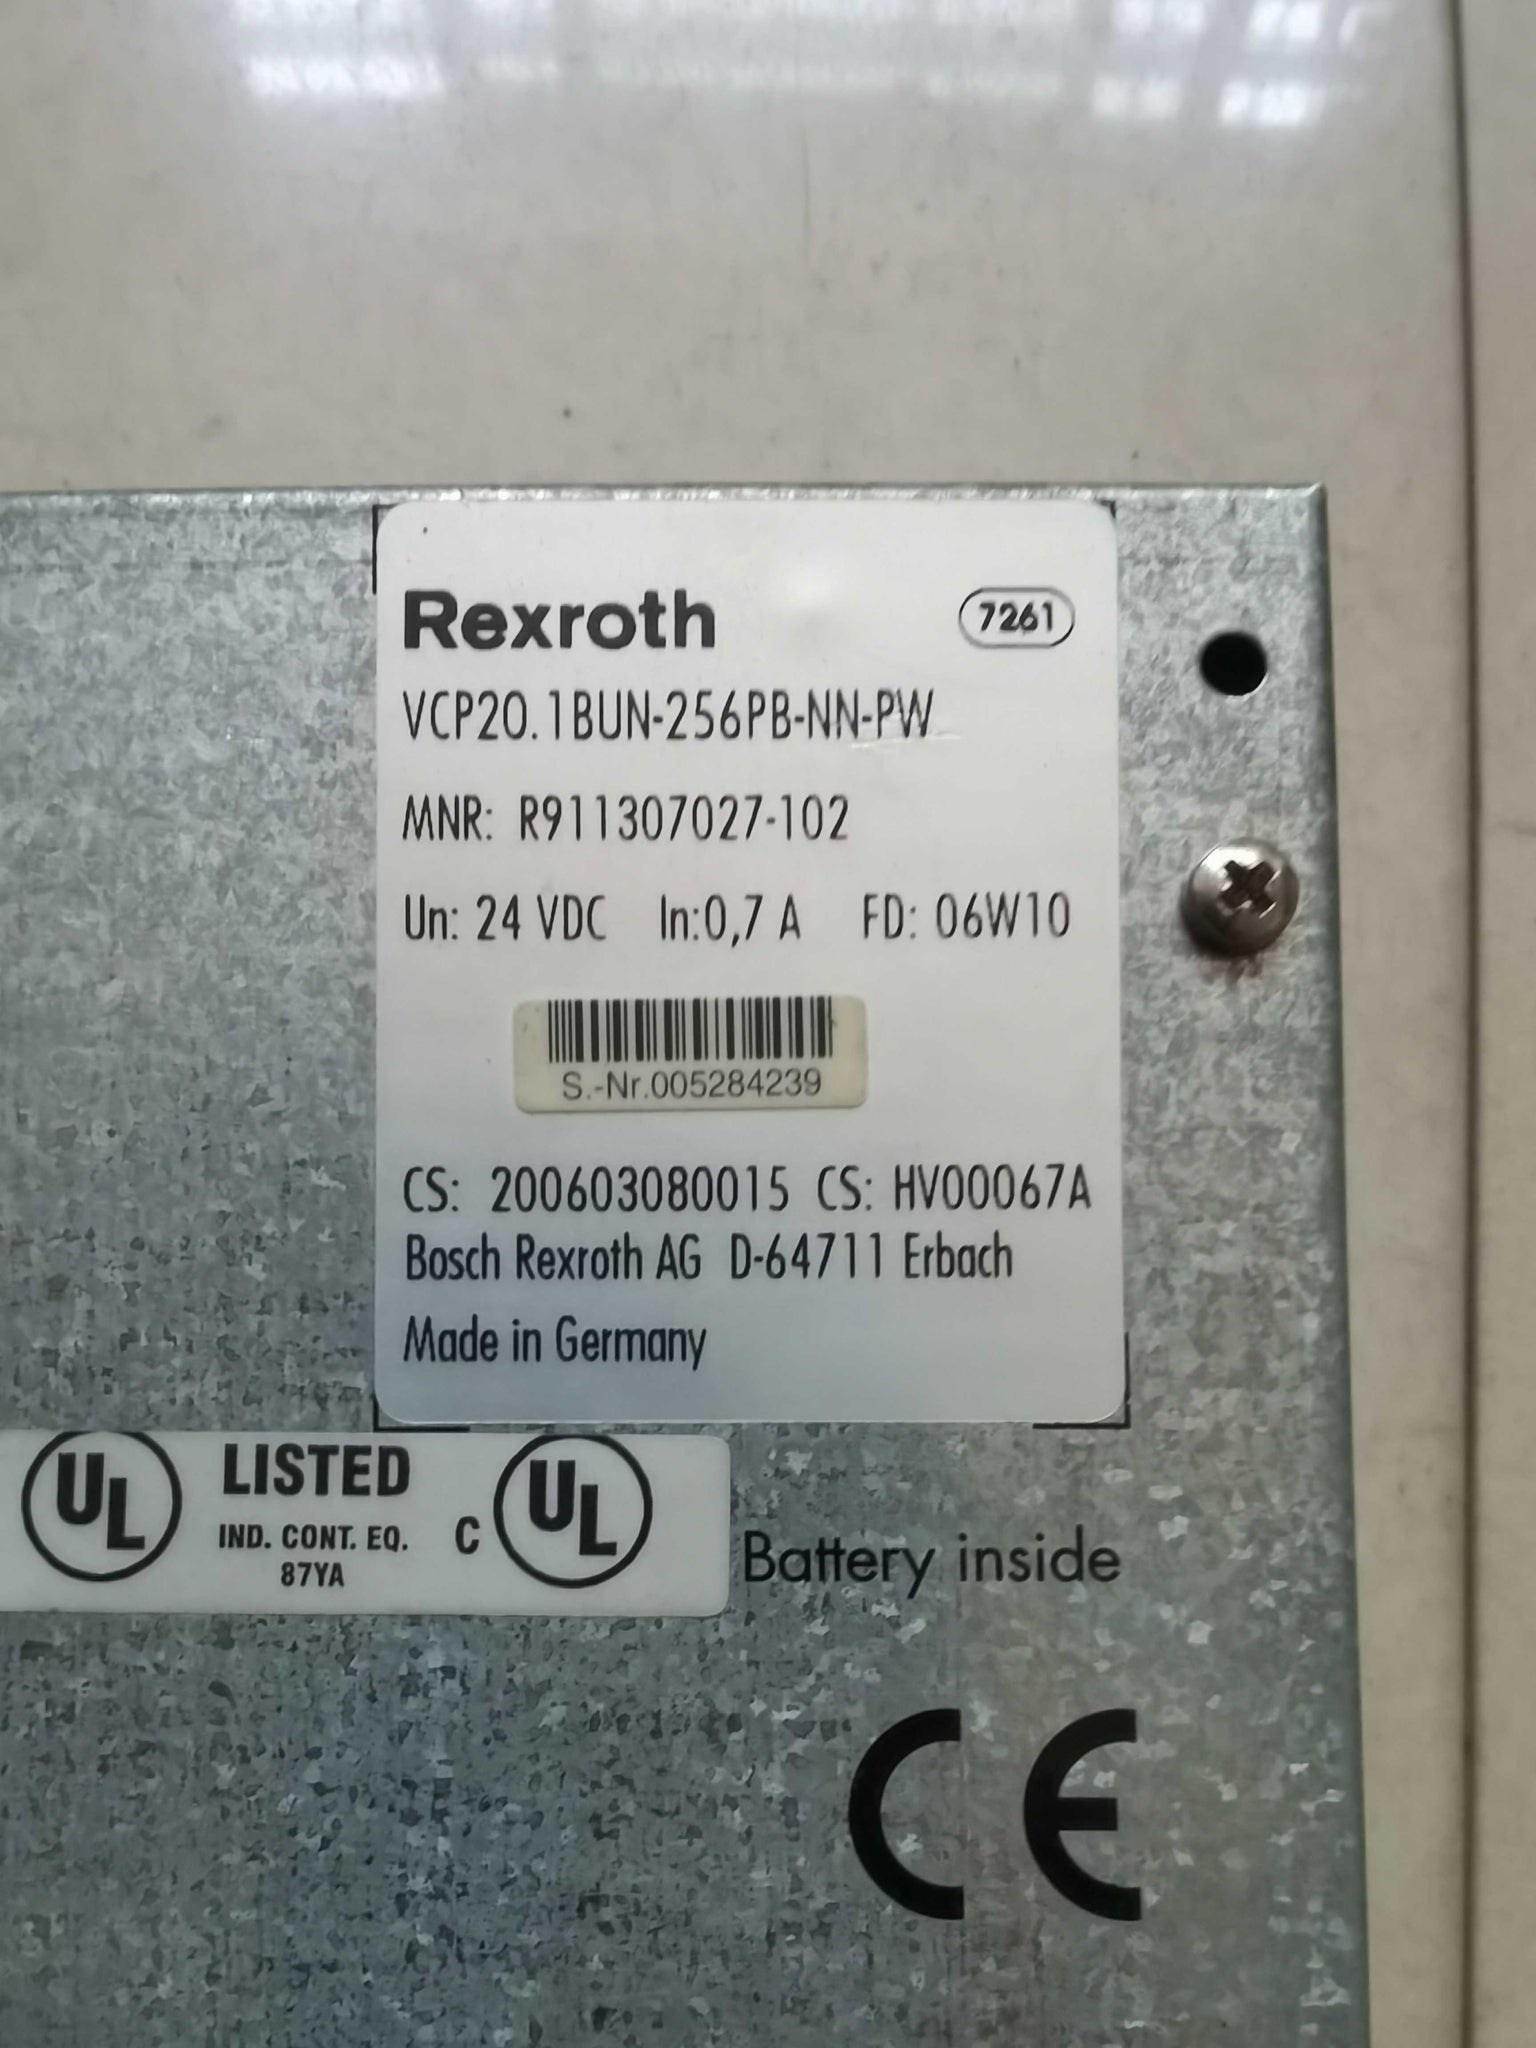 Rexroth 7261
VCP20.1BUN-256PB-NN-PW
MNR: R911307027-102
Un: 24 VDC In:0,7 A FD: 06W10
S.-Nr.005284239
CS: 200603080015 CS: HV00067A
Bosch Rexroth AG D-64711 Erbach
Made in Germany
UL LISTED C UL
IND. CONT. EQ.
87YA
Battery inside
CE